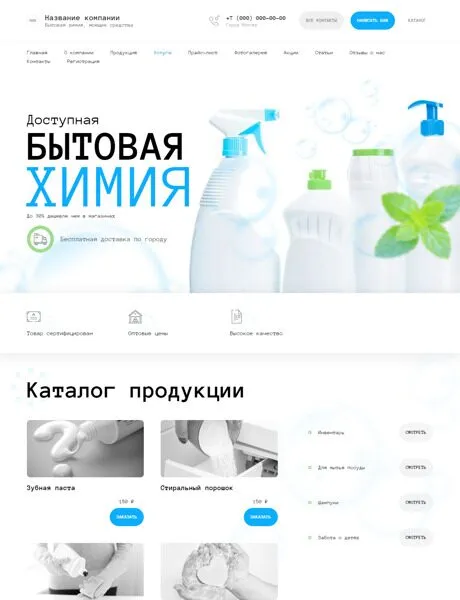 Название компании
Бытовая химия, моющие средства
+7 (000) 000-00-00
ВСЕ КОНТАКТЫ
НАПИСАТЬ НАМ
КАТАЛОГ
Главная О компании Продукция Услуги Прайс-лист Фотогалерея Акции Статьи Отзывы о нас
Контакты Регистрация
Доступная
БЫТОВАЯ
ХИМИЯ
До 30% дешевле чем в магазинах
Бесплатная доставка по городу
Товар сертифицирован
Оптовые цены
Высокое качество
Каталог продукции
Зубная паста
150 ₽
ЗАКАЗАТЬ
Стиральный порошок
150 ₽
ЗАКАЗАТЬ
Инвентарь
СМОТРЕТЬ
Для мытья посуды
СМОТРЕТЬ
Шампуни
СМОТРЕТЬ
Забота о детях
СМОТРЕТЬ